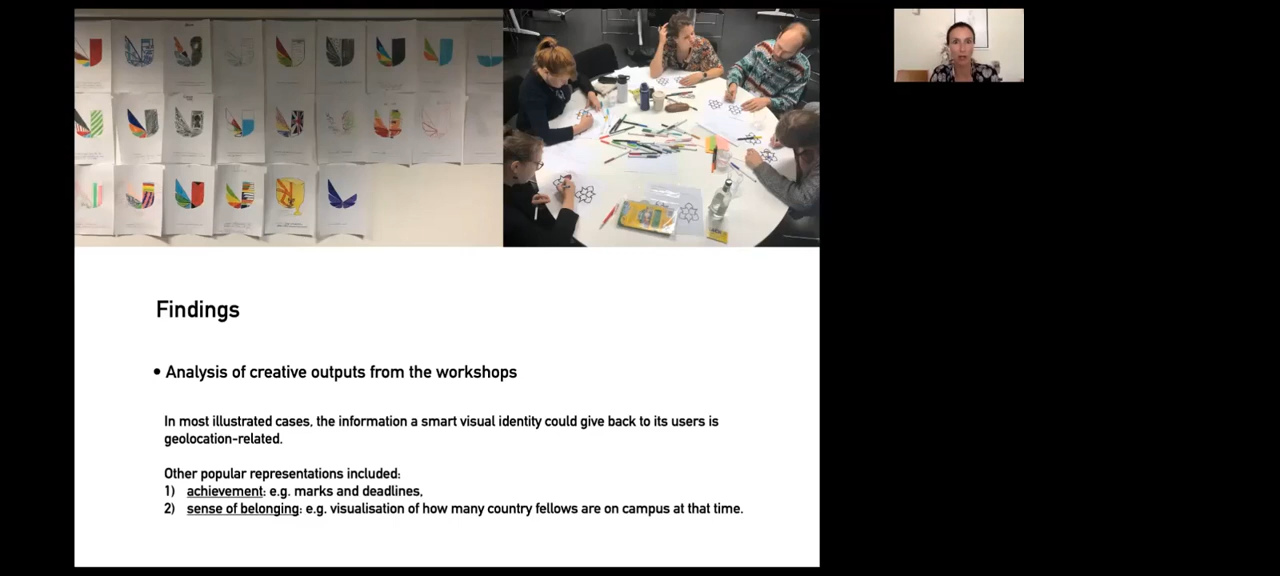 Findings
• Analysis of creative outputs from the workshops
In most illustrated cases, the information a smart visual identity could give back to its users is
geolocation-related.
Other popular representations included:
1) achievement: e.g. marks and deadlines,
2) sense of belonging: e.g. visualisation of how many country fellows are on campus at that time.